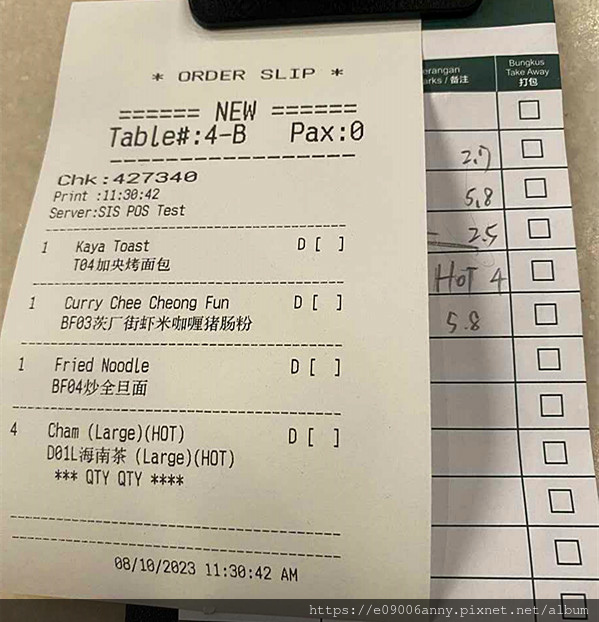 * ORDER SLIP *
====== NEW ======
Table#:4-B Pax:0
Chk:427340
Print :11:30:42
Server:SIS POS Test
1 Kaya Toast D [ ]
T04加央烤面包
1 Curry Chee Cheong Fun D [ ]
BF03茨厂街虾米咖喱猪肠粉
1 Fried Noodle D [ ]
BF04炒全旦面
4 Cham (Large)(HOT) D [ ]
D01L海南茶 (Large)(HOT)
*** QTY QTY ****
08/10/2023 11:30:42 AM
erangan
arks / 备注
Bungkus
Take Away
打包
2.7
5.8
2.5
HOT 4
5.8
https://e09006anny.pixnet.net/album